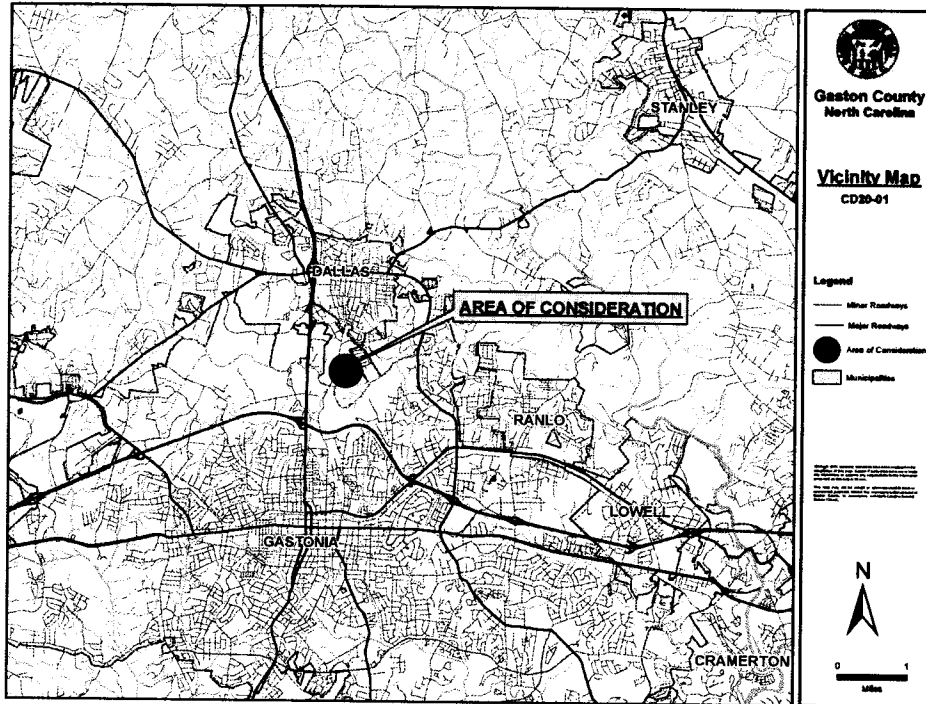 STANLEY
DALLAS
AREA OF CONSIDERATION
RANLO
LOWELL
GASTONIA
CRAMERTON
Gaston County
North Carolina
Vicinity Map
CD20-01
Legend
Minor Roadways
Major Roadways
Area of Consideration
Municipalities
N
0 1
Miles